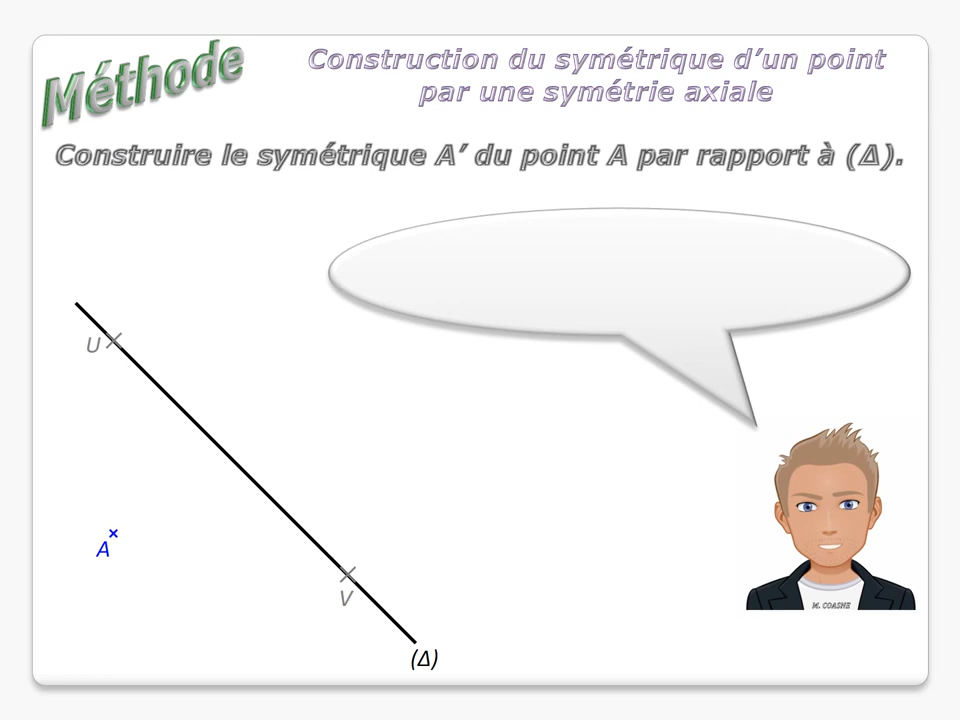 Méthode
Construction du symétrique d’un point
par une symétrie axiale
Construire le symétrique A’ du point A par rapport à (Δ).
U
A
V
(Δ)
M. COASNE